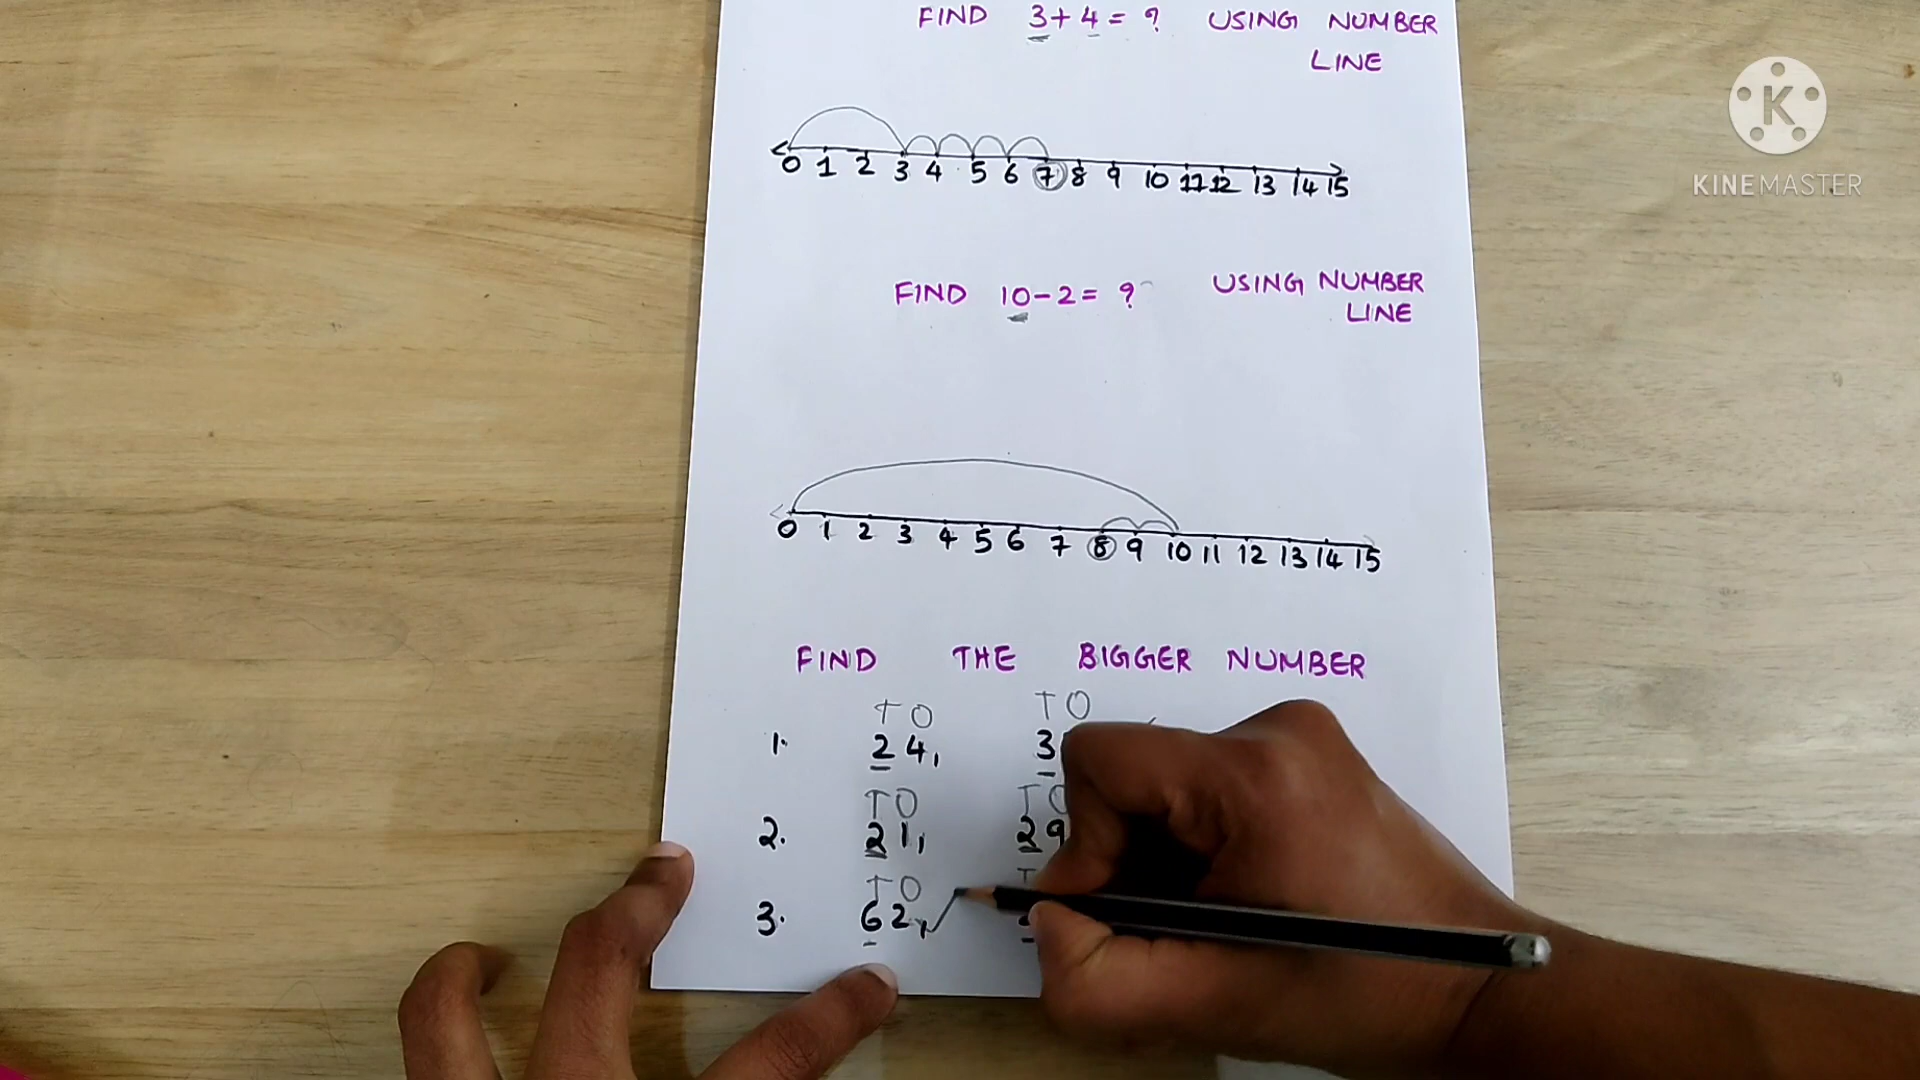 FIND 3 + 4 = ? USING NUMBER
LINE
0 1 2 3 4 5 6 7 8 9 10 11 12 13 14 15
FIND 10 - 2 = ? USING NUMBER
LINE
0 1 2 3 4 5 6 7 8 9 10 11 12 13 14 15
FIND THE BIGGER NUMBER
T O T O
1. 24, 3
T O T O
2. 21, 29
T O T
3. 62,
K
KINEMASTER